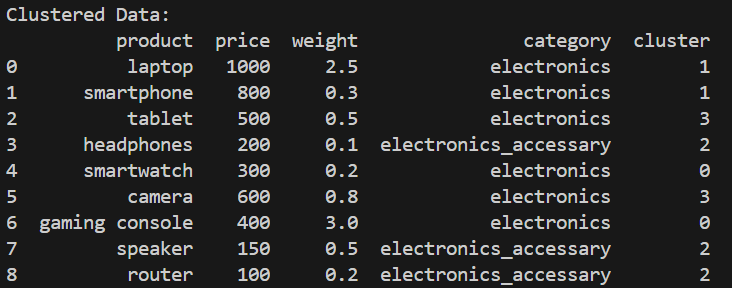 Clustered Data:
product price weight category cluster
0 laptop 1000 2.5 electronics 1
1 smartphone 800 0.3 electronics 1
2 tablet 500 0.5 electronics 3
3 headphones 200 0.1 electronics_accessary 2
4 smartwatch 300 0.2 electronics 0
5 camera 600 0.8 electronics 3
6 gaming console 400 3.0 electronics 0
7 speaker 150 0.5 electronics_accessary 2
8 router 100 0.2 electronics_accessary 2